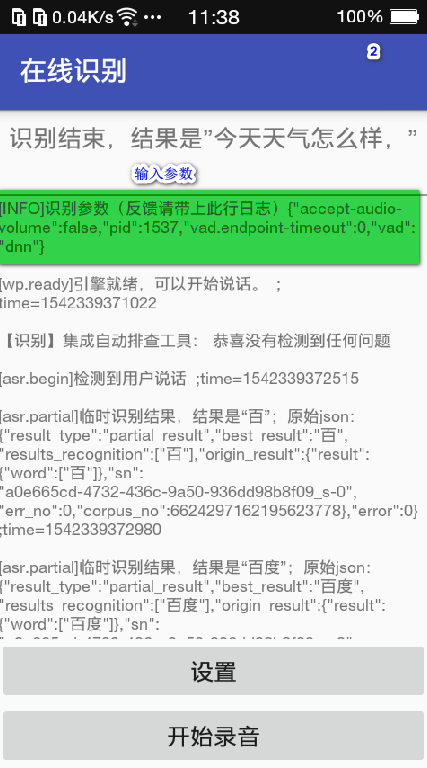 0.04K/s ••• 11:38 100%
在线识别
2
识别结束，结果是”今天天气怎么样，”
输入参数
[INFO]识别参数（反馈请带上此行日志）{"accept-audio-
volume":false,"pid":1537,"vad.endpoint-timeout":0,"vad":
"dnn"}
[wp.ready]引擎就绪，可以开始说话。 ;
time=1542339371022
【识别】集成自动排查工具： 恭喜没有检测到任何问题
[asr.begin]检测到用户说话 ;time=1542339372515
[asr.partial]临时识别结果，结果是“百”；原始json:
{"result_type":"partial_result","best_result":"百",
"results_recognition":["百"],"origin_result":{"result":
{"word":["百"]},"sn":
"a0e665cd-4732-436c-9a50-936dd98b8f09_s-0",
"err_no":0,"corpus_no":6624297162195623778},"error":0}
;time=1542339372980
[asr.partial]临时识别结果，结果是“百度”；原始json:
{"result_type":"partial_result","best_result":"百度",
"results_recognition":["百度"],"origin_result":{"result":
{"word":["百度"]},"sn":
设置
开始录音